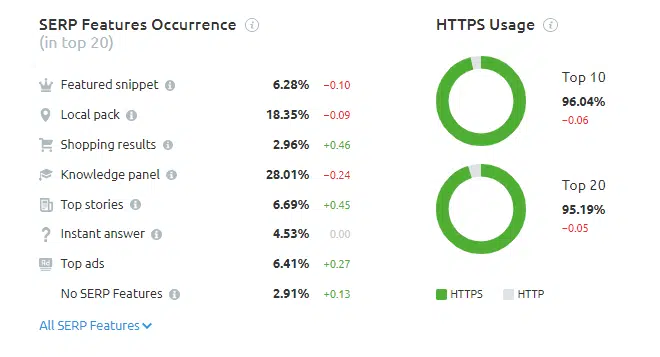 SERP Features Occurrence
(in top 20)
Featured snippet 6.28% −0.10
Local pack 18.35% −0.09
Shopping results 2.96% +0.46
Knowledge panel 28.01% −0.24
Top stories 6.69% +0.45
Instant answer 4.53% 0.00
Ad Top ads 6.41% +0.27
No SERP Features 2.91% +0.13
All SERP Features
HTTPS Usage
Top 10
96.04%
−0.06
Top 20
95.19%
−0.05
HTTPS HTTP